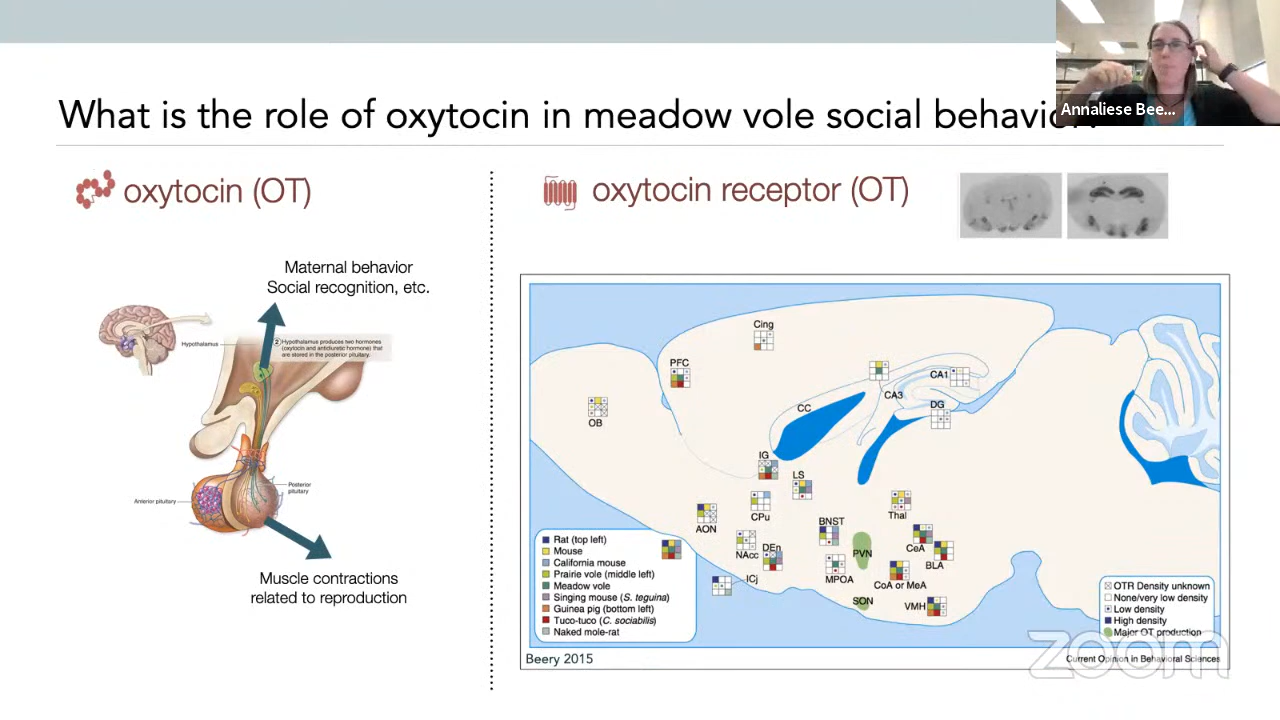 Annaliese Bee...
What is the role of oxytocin in meadow vole social behavior?
oxytocin (OT)
Maternal behavior
Social recognition, etc.
Hypothalamus
2 Hypothalamus produces two hormones
(oxytocin and antidiuretic hormone) that
are stored in the posterior pituitary.
Anterior pituitary
Posterior
pituitary
Muscle contractions
related to reproduction
oxytocin receptor (OT)
Cing
PFC
OB
CC
CA1
CA3
DG
IG
LS
CPu
AON
NAcc
DEn
ICj
BNST
MPOA
PVN
SON
Thal
CeA
BLA
CoA or MeA
VMH
Rat (top left)
Mouse
California mouse
Prairie vole (middle left)
Meadow vole
Singing mouse (S. teguina)
Guinea pig (bottom left)
Tuco-tuco (C. sociabilis)
Naked mole-rat
OTR Density unknown
None/very low density
Low density
High density
Major OT production
Beery 2015
Current Opinion in Behavioral Sciences
zoom